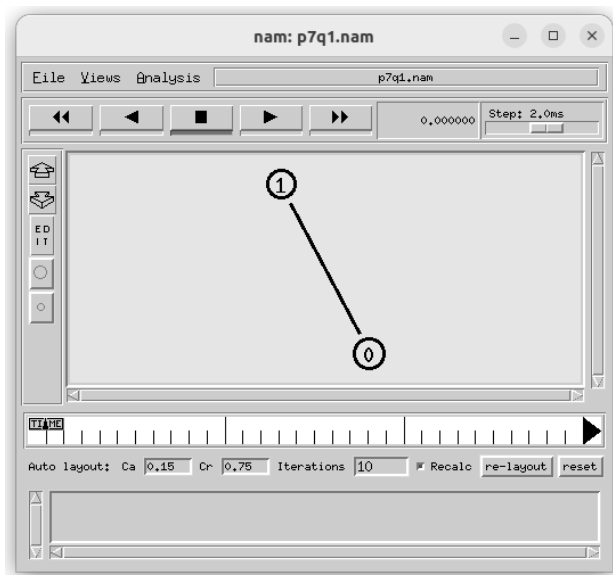 nam: p7q1.nam
File Views Analysis p7q1.nam
0.000000 Step: 2.0ms
ED
IT
1
0
TIME
Auto layout: Ca 0.15 Cr 0.75 Iterations 10 Recalc re-layout reset